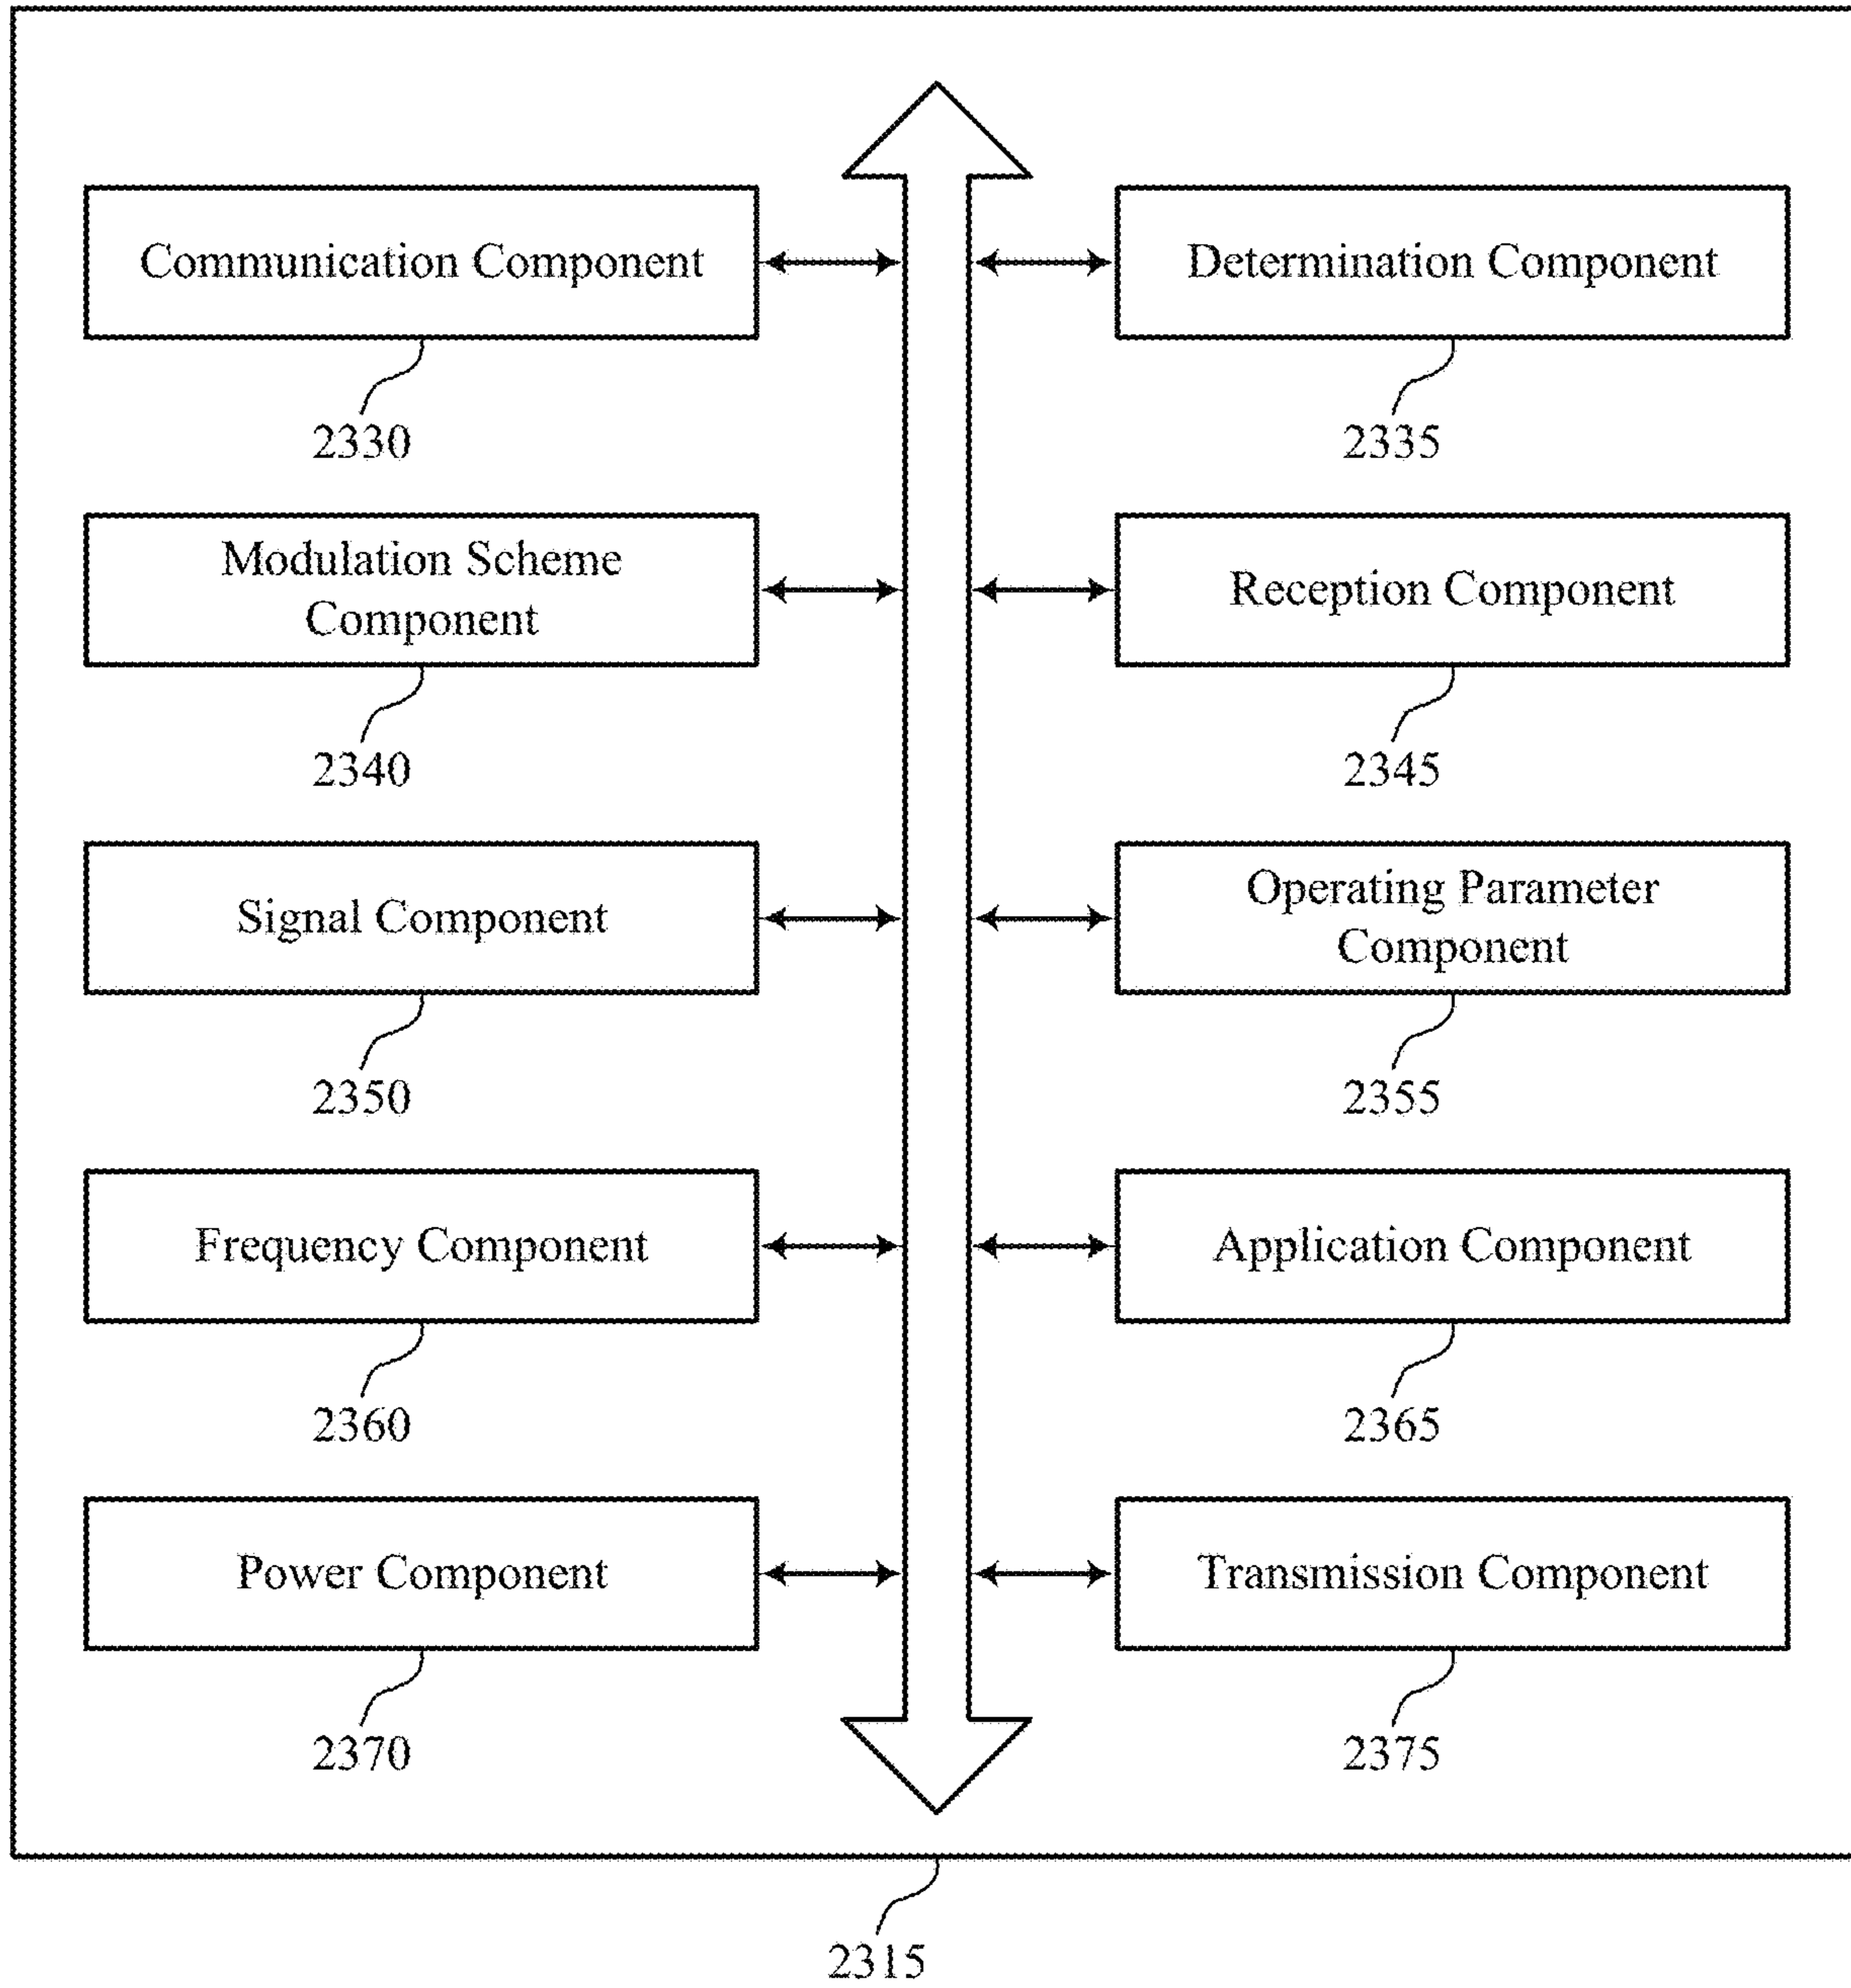 Communication Component
2330
Determination Component
2335
Modulation Scheme
Component
2340
Reception Component
2345
Signal Component
2350
Operating Parameter
Component
2355
Frequency Component
2360
Application Component
2365
Power Component
2370
Transmission Component
2375
2315